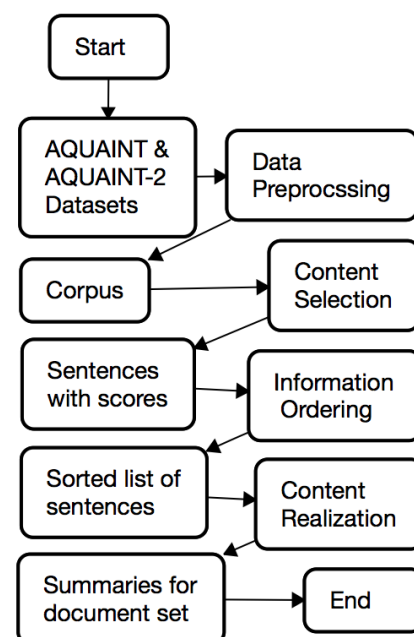 Start
AQUAINT &
AQUAINT-2
Datasets
Data
Preprocssing
Corpus
Content
Selection
Sentences
with scores
Information
Ordering
Sorted list of
sentences
Content
Realization
Summaries for
document set
End